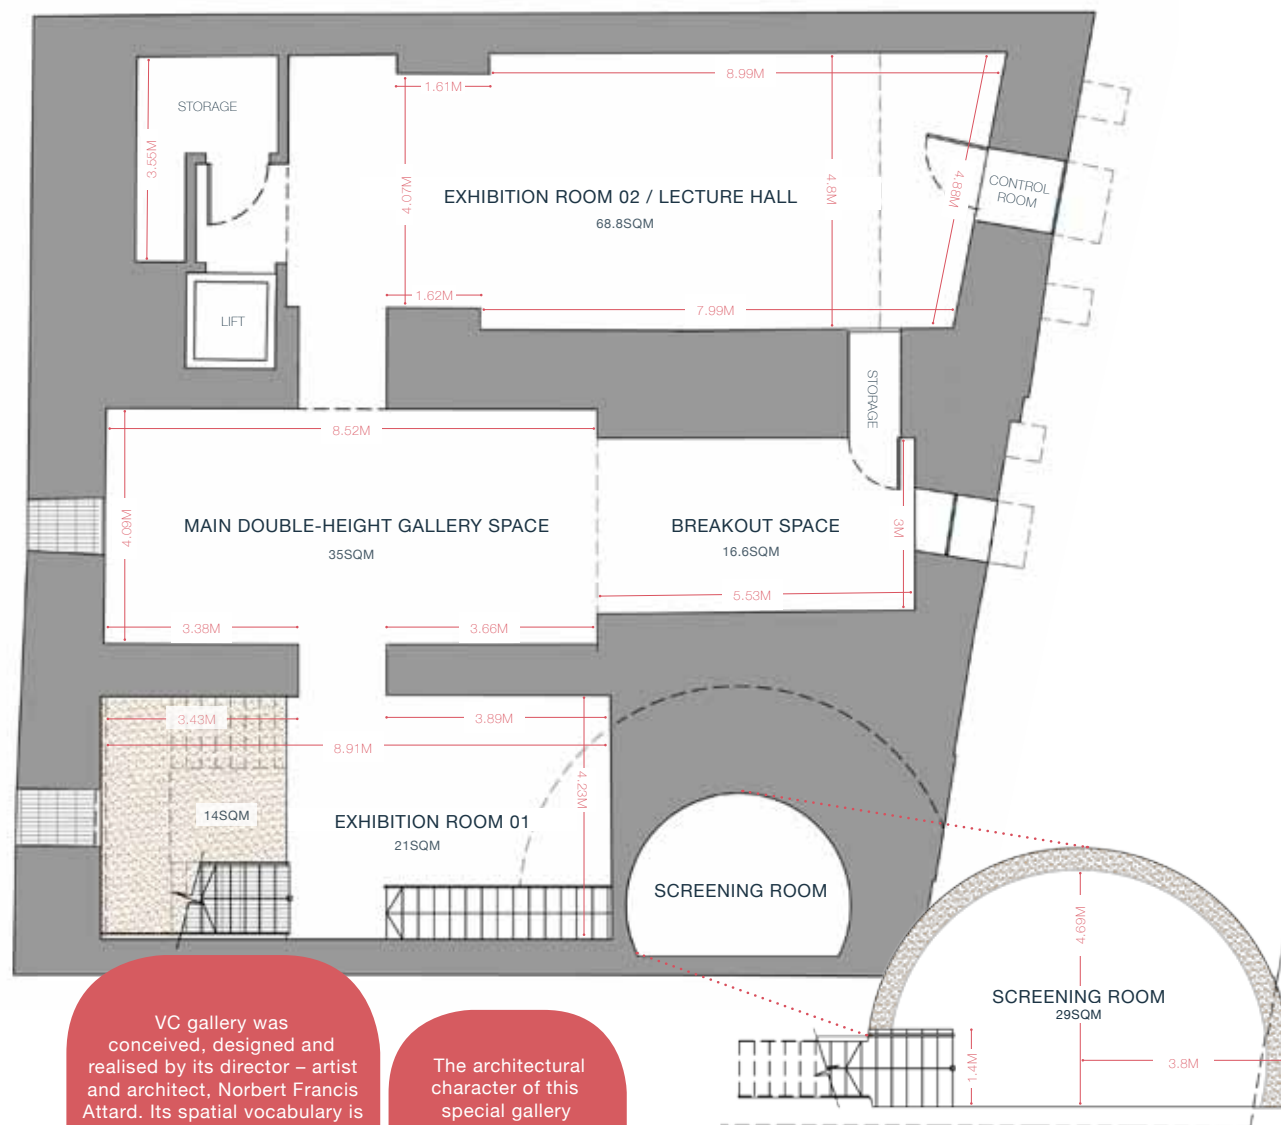 STORAGE
3.55M
1.61M
8.99M
4.07M
EXHIBITION ROOM 02 / LECTURE HALL
68.8SQM
4.8M
4.88M
CONTROL
ROOM
1.62M
7.99M
LIFT
STORAGE
8.52M
4.09M
MAIN DOUBLE-HEIGHT GALLERY SPACE
35SQM
BREAKOUT SPACE
16.6SQM
3M
5.53M
3.38M
3.66M
3.43M
3.89M
8.91M
4.23M
14SQM
EXHIBITION ROOM 01
21SQM
SCREENING ROOM
4.69M
SCREENING ROOM
29SQM
1.4M
3.8M
VC gallery was
conceived, designed and
realised by its director – artist
and architect, Norbert Francis
Attard. Its spatial vocabulary is
The architectural
character of this
special gallery